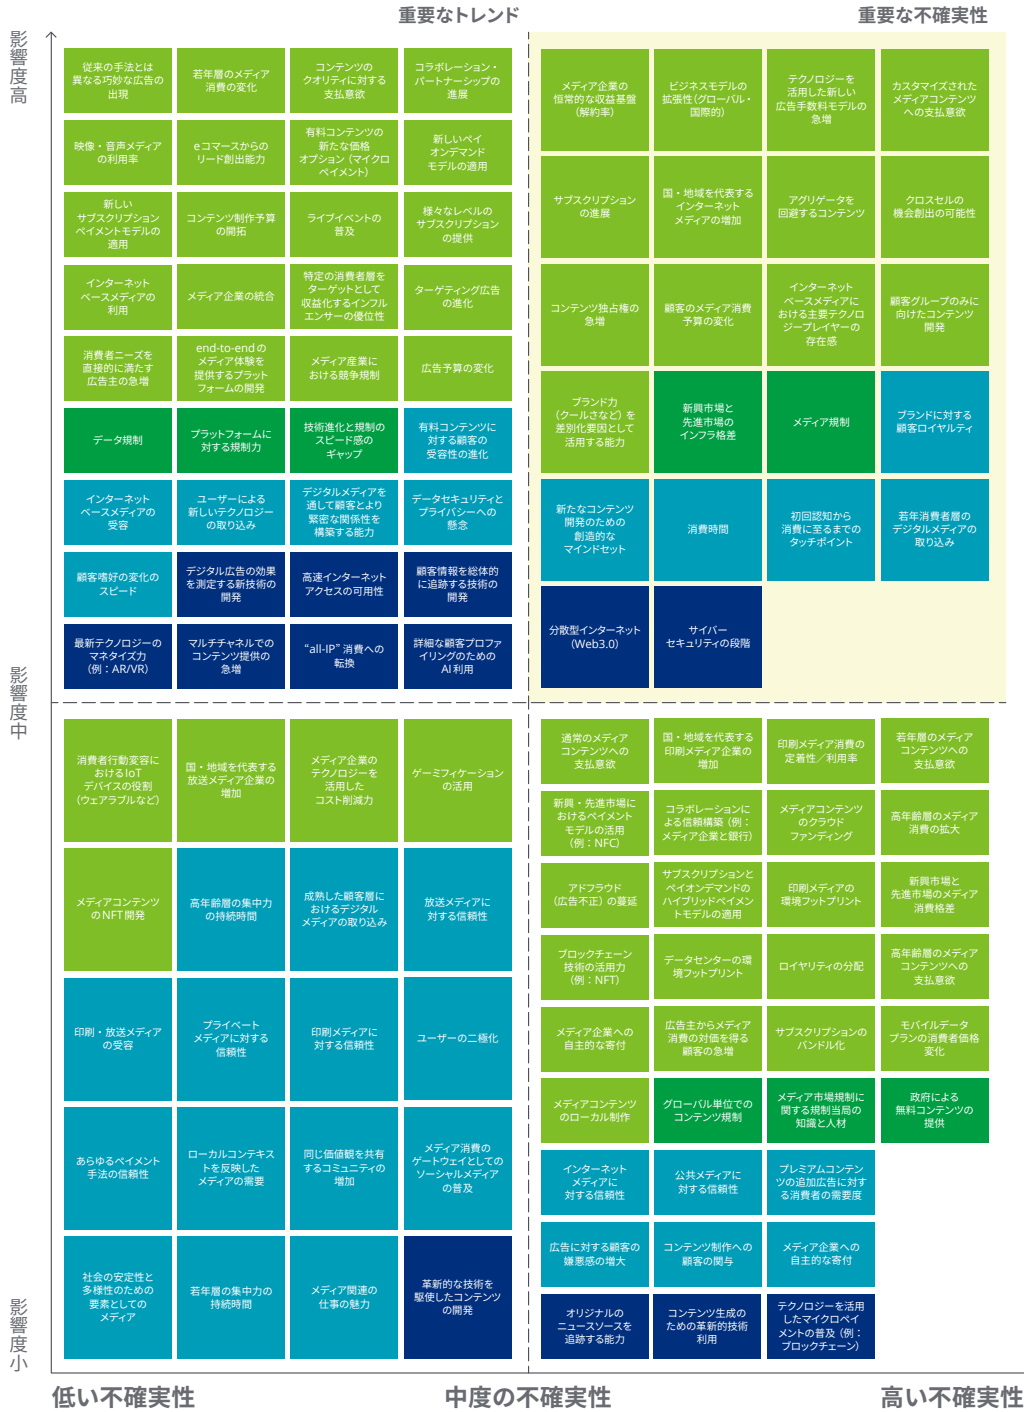 重要なトレンド
重要な不確実性
影響度高
従来の手法とは
異なる巧妙な広告の
出現
若年層のメディア
消費の変化
コンテンツの
クオリティに対する
支払意欲
コラボレーション・
パートナーシップの
進展
映像・音声メディア
の利用率
eコマースからの
リード創出能力
有料コンテンツの
新たな価格
オプション（マイクロ
ペイメント）
新しいペイ
オンデマンド
モデルの適用
新しい
サブスクリプション
ペイメントモデルの
適用
コンテンツ制作予算
の開拓
ライブイベントの
普及
様々なレベルの
サブスクリプション
の提供
インターネット
ベースメディアの
利用
メディア企業の統合
特定の消費者層を
ターゲットとして
収益化するインフル
エンサーの優位性
ターゲティング広告
の進化
消費者ニーズを
直接的に満たす
広告主の急増
end-to-endの
メディア体験を
提供するプラット
フォームの開発
メディア産業に
おける競争規制
広告予算の変化
データ規制
プラットフォームに
対する規制力
技術進化と規制の
スピード感の
ギャップ
有料コンテンツに
対する顧客の
受容性の進化
インターネット
ベースメディアの
受容
ユーザーによる
新しいテクノロジー
の取り込み
デジタルメディアを
通して顧客とより
緊密な関係性を
構築する能力
データセキュリティと
プライバシーへの
懸念
顧客嗜好の変化の
スピード
デジタル広告の効果
を測定する新技術の
開発
高速インターネット
アクセスの可用性
顧客情報を総体的
に追跡する技術の
開発
最新テクノロジーの
マネタイズ力
（例：AR/VR）
マルチチャネルでの
コンテンツ提供の
急増
“all-IP” 消費への
転換
詳細な顧客プロファ
イリングのための
AI利用
メディア企業の
恒常的な収益基盤
（解約率）
ビジネスモデルの
拡張性（グローバル・
国際的）
テクノロジーを
活用した新しい
広告手数料モデルの
急増
カスタマイズされた
メディアコンテンツ
への支払意欲
サブスクリプション
の進展
国・地域を代表する
インターネット
メディアの増加
アグリゲータを
回避するコンテンツ
クロスセルの
機会創出の可能性
コンテンツ独占権の
急増
顧客のメディア消費
予算の変化
インターネット
ベースメディアに
おける主要テクノロ
ジープレイヤーの
存在感
顧客グループのみに
向けたコンテンツ
開発
ブランド力
（クールさなど）を
差別化要因として
活用する能力
新興市場と
先進市場の
インフラ格差
メディア規制
ブランドに対する
顧客ロイヤルティ
新たなコンテンツ
開発のための
創造的な
マインドセット
消費時間
初回認知から
消費に至るまでの
タッチポイント
若年消費者層の
デジタルメディアの
取り込み
分散型インターネット
（Web3.0）
サイバー
セキュリティの段階
影響度中
消費者行動変容に
おけるIoT
デバイスの役割
（ウェアラブルなど）
国・地域を代表する
放送メディア企業の
増加
メディア企業の
テクノロジーを
活用した
コスト削減力
ゲーミフィケーション
の活用
メディアコンテンツ
のNFT開発
高年齢層の集中力
の持続時間
成熟した顧客層に
おけるデジタル
メディアの取り込み
放送メディアに
対する信頼性
印刷・放送メディア
の受容
プライベート
メディアに対する
信頼性
印刷メディアに
対する信頼性
ユーザーの二極化
あらゆるペイメント
手法の信頼性
ローカルコンテキス
トを反映した
メディアの需要
同じ価値観を共有
するコミュニティの
増加
メディア消費の
ゲートウェイとしての
ソーシャルメディア
の普及
社会の安定性と
多様性のための
要素としての
メディア
若年層の集中力の
持続時間
メディア関連の
仕事の魅力
革新的な技術を
駆使したコンテンツ
の開発
通常のメディア
コンテンツへの
支払意欲
国・地域を代表する
印刷メディア企業の
増加
印刷メディア消費の
定着性／利用率
若年層のメディア
コンテンツへの
支払意欲
新興・先進市場に
おけるペイメント
モデルの活用
（例：NFC）
コラボレーションに
よる信頼構築（例：
メディア企業と銀行）
メディアコンテンツ
のクラウド
ファンディング
高年齢層のメディア
消費の拡大
アドフラウド
（広告不正）の蔓延
サブスクリプションと
ペイオンデマンドの
ハイブリッドペイメン
トモデルの適用
印刷メディアの
環境フットプリント
新興市場と
先進市場のメディア
消費格差
ブロックチェーン
技術の活用力
（例：NFT）
データセンターの環
境フットプリント
ロイヤリティの分配
高年齢層のメディア
コンテンツへの
支払意欲
メディア企業への
自主的な寄付
広告主からメディア
消費の対価を得る
顧客の急増
サブスクリプションの
バンドル化
モバイルデータ
プランの消費者価格
変化
メディアコンテンツ
のローカル制作
グローバル単位での
コンテンツ規制
メディア市場規制に
関する規制当局の
知識と人材
政府による
無料コンテンツの
提供
インターネット
メディアに
対する信頼性
公共メディアに
対する信頼性
プレミアムコンテン
ツの追加広告に対す
る消費者の需要度
広告に対する顧客の
嫌悪感の増大
コンテンツ制作への
顧客の関与
メディア企業への
自主的な寄付
オリジナルの
ニュースソースを
追跡する能力
コンテンツ生成の
ための革新的技術
利用
テクノロジーを活用
したマイクロペイ
メントの普及（例：
ブロックチェーン）
影響度小
低い不確実性
中度の不確実性
高い不確実性